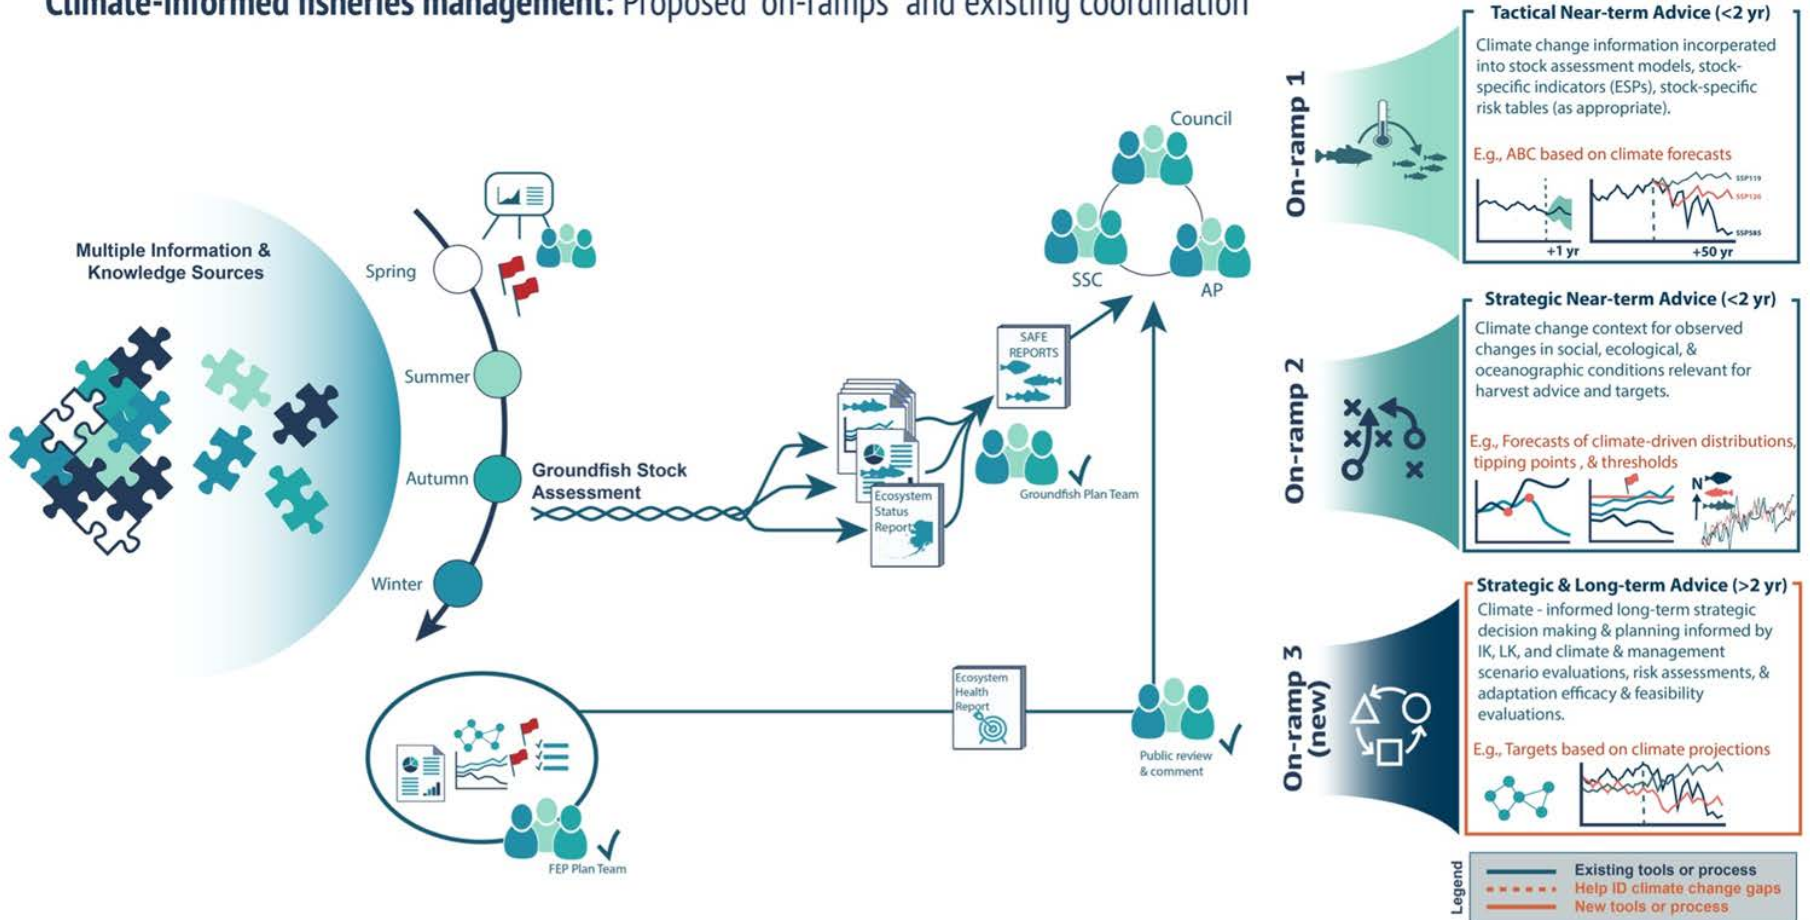 Climate-informed fisheries management: Proposed 'on-ramps' and existing coordination
Multiple Information &
Knowledge Sources
Spring
Summer
Autumn
Winter
Groundfish Stock
Assessment
Ecosystem
Status
Report
SAFE
REPORTS
Groundfish Plan Team
Council
SSC
AP
Ecosystem
Health
Report
Public review
& comment
FEP Plan Team
On-ramp 1
Tactical Near-term Advice (<2 yr)
Climate change information incorperated
into stock assessment models, stock-
specific indicators (ESPs), stock-specific
risk tables (as appropriate).
E.g., ABC based on climate forecasts
SSP119
SSP126
SSP585
+1 yr
+50 yr
On-ramp 2
Strategic Near-term Advice (<2 yr)
Climate change context for observed
changes in social, ecological, &
oceanographic conditions relevant for
harvest advice and targets.
E.g., Forecasts of climate-driven distributions,
tipping points , & thresholds
N
On-ramp 3
(new)
Strategic & Long-term Advice (>2 yr)
Climate - informed long-term strategic
decision making & planning informed by
IK, LK, and climate & management
scenario evaluations, risk assessments, &
adaptation efficacy & feasibility
evaluations.
E.g., Targets based on climate projections
Legend
Existing tools or process
Help ID climate change gaps
New tools or process